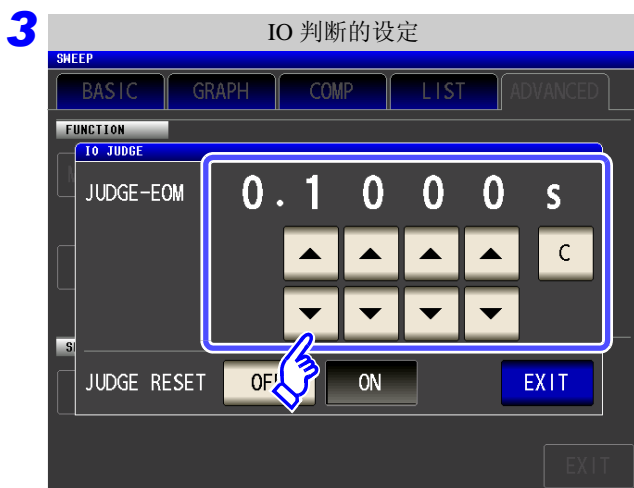 3
IO 判断的设定
SWEEP
BASIC GRAPH COMP LIST ADVANCED
FUNCTION
IO JUDGE
JUDGE-EOM 0.1000 s
C
JUDGE RESET ON EXIT
EXIT